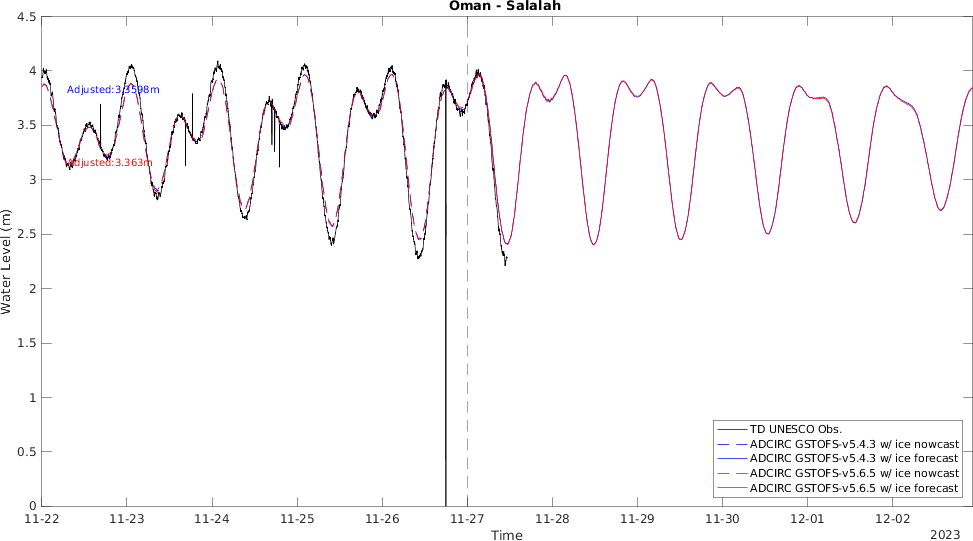 Oman - Salalah
4.5
4
3.5
3
2.5
2
1.5
1
0.5
0
Water Level (m)
Adjusted:3.3598m
Adjusted:3.363m
TD UNESCO Obs.
ADCIRC GSTOFS-v5.4.3 w/ ice nowcast
ADCIRC GSTOFS-v5.4.3 w/ ice forecast
ADCIRC GSTOFS-v5.6.5 w/ ice nowcast
ADCIRC GSTOFS-v5.6.5 w/ ice forecast
11-22 11-23 11-24 11-25 11-26 11-27 11-28 11-29 11-30 12-01 12-02
Time
2023